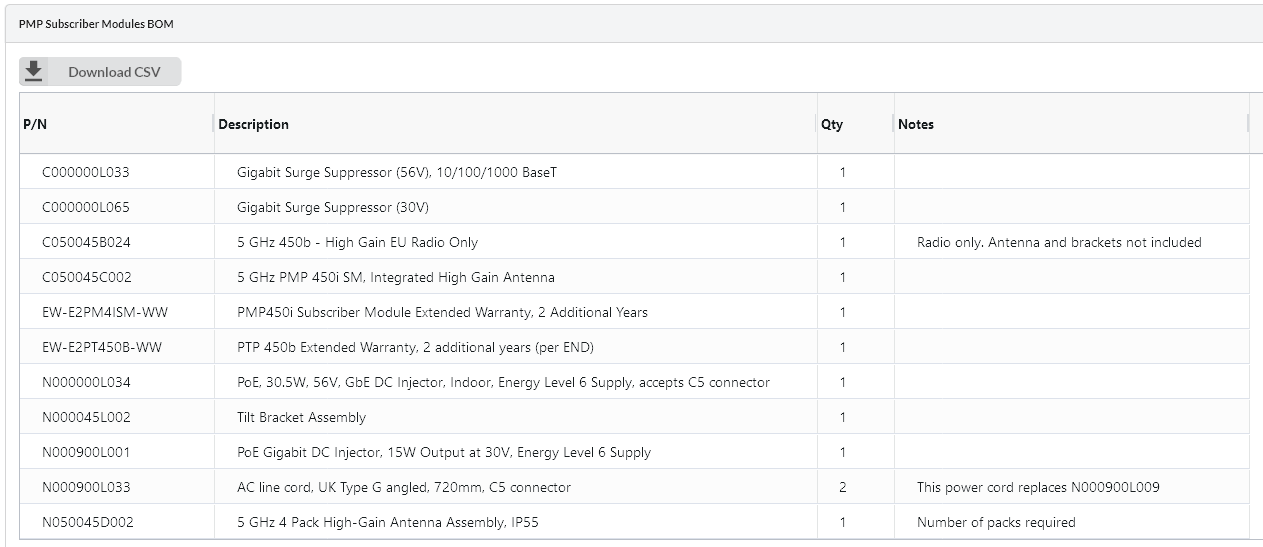 PMP Subscriber Modules BOM
Download CSV
P/N Description Qty Notes
C000000L033 Gigabit Surge Suppressor (56V), 10/100/1000 BaseT 1
C000000L065 Gigabit Surge Suppressor (30V) 1
C050045B024 5 GHz 450b - High Gain EU Radio Only 1 Radio only. Antenna and brackets not included
C050045C002 5 GHz PMP 450i SM, Integrated High Gain Antenna 1
EW-E2PM4ISM-WW PMP450i Subscriber Module Extended Warranty, 2 Additional Years 1
EW-E2PT450B-WW PTP 450b Extended Warranty, 2 additional years (per END) 1
N000000L034 PoE, 30.5W, 56V, GbE DC Injector, Indoor, Energy Level 6 Supply, accepts C5 connector 1
N000045L002 Tilt Bracket Assembly 1
N000900L001 PoE Gigabit DC Injector, 15W Output at 30V, Energy Level 6 Supply 1
N000900L033 AC line cord, UK Type G angled, 720mm, C5 connector 2 This power cord replaces N000900L009
N050045D002 5 GHz 4 Pack High-Gain Antenna Assembly, IP55 1 Number of packs required